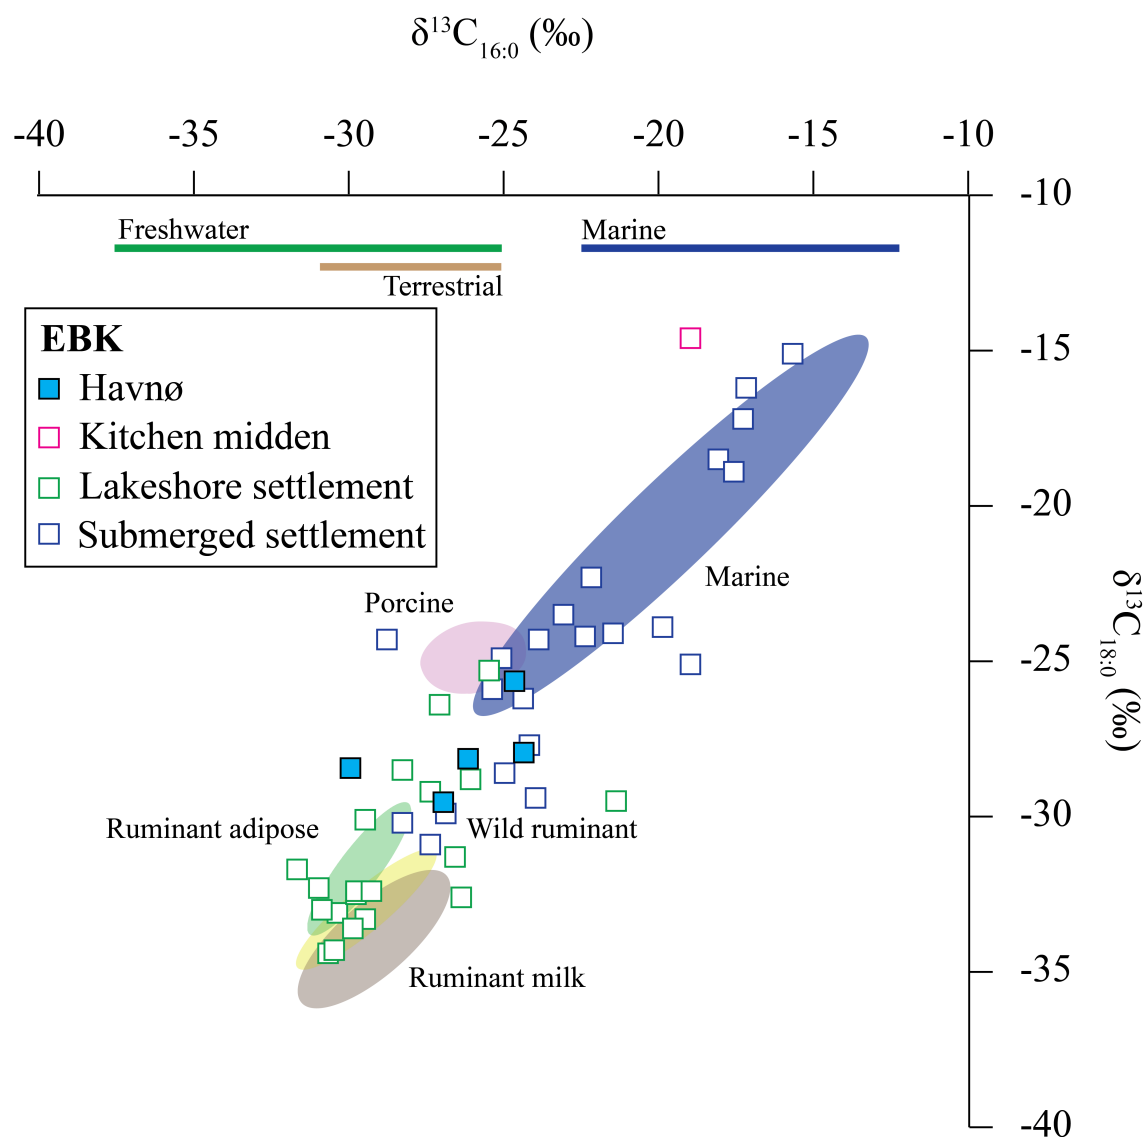 δ¹³C₁₆:₀ (‰)
-40 -35 -30 -25 -20 -15 -10
-10
Freshwater Marine
Terrestrial
EBK
Havnø
Kitchen midden
Lakeshore settlement
Submerged settlement
-15
-20
Marine
Porcine
δ¹³C₁₈:₀ (‰)
-25
Ruminant adipose
Wild ruminant
-30
Ruminant milk
-35
-40